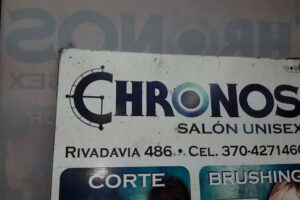 CHRONOS
SALÓN UNISEX
RIVADAVIA 486 • CEL. 370-4271460
CORTE
BRUSHING